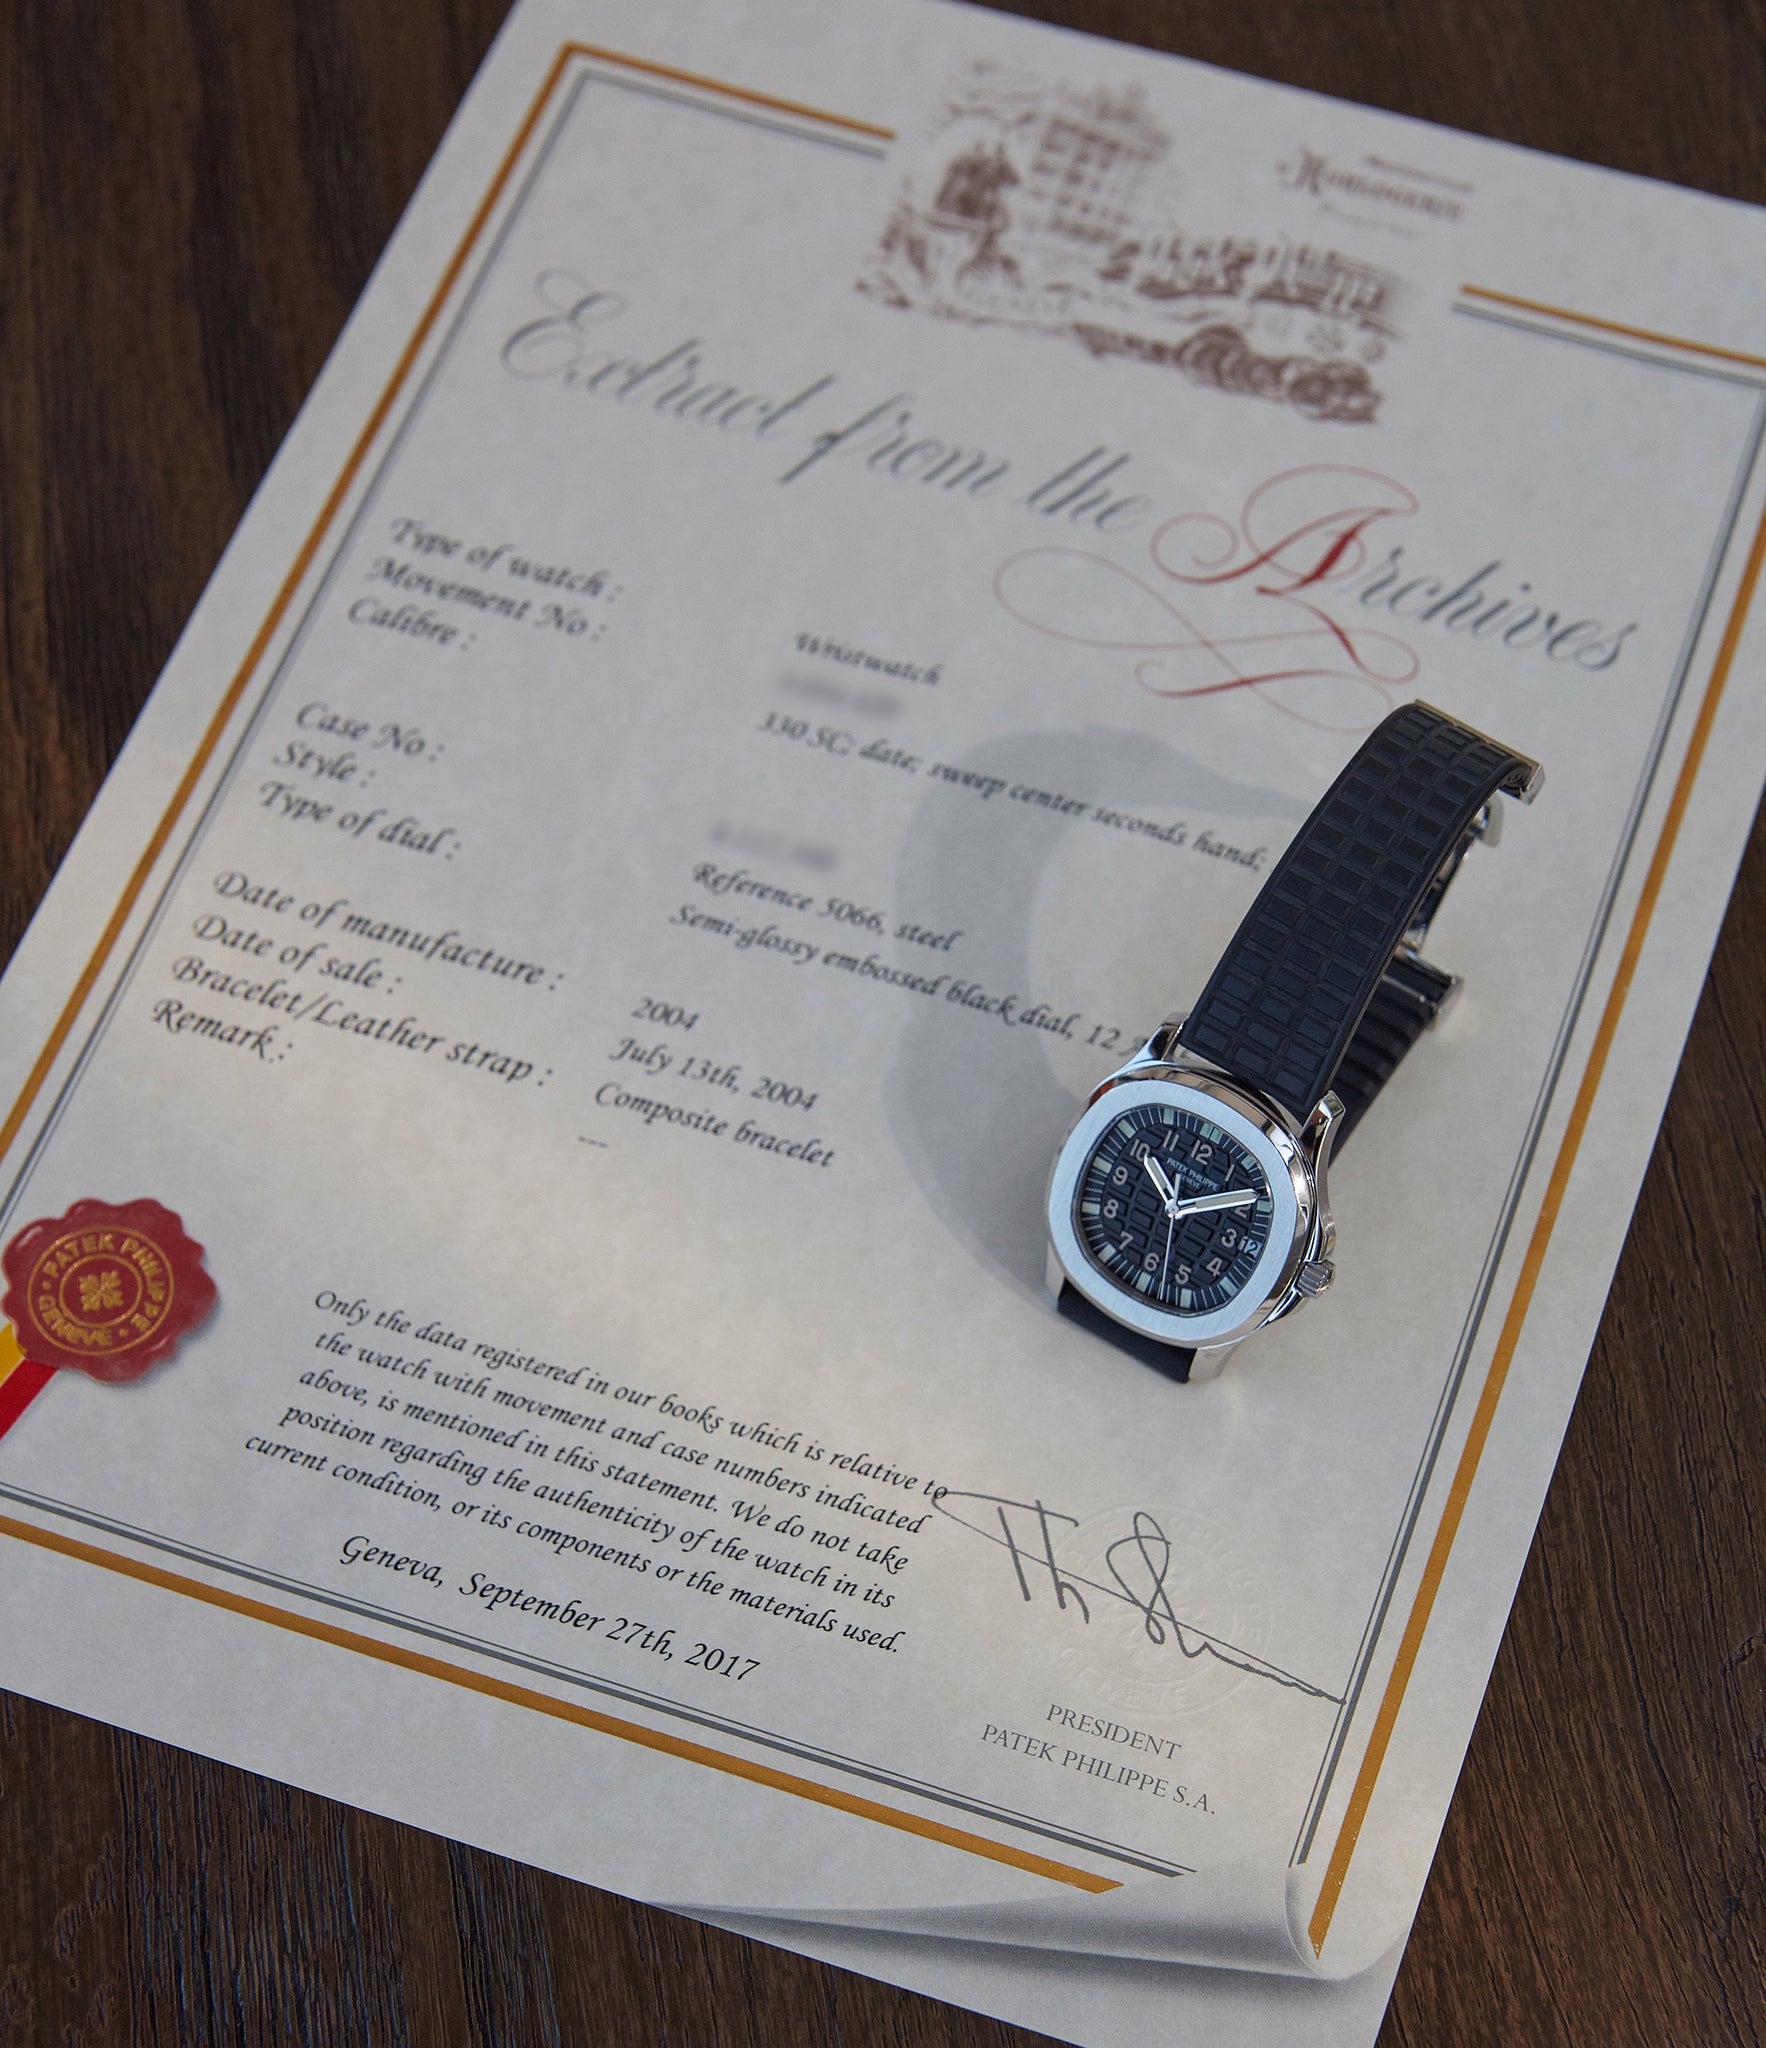 HORLOGERIE
Extract from the Archives
Type of watch : Wristwatch
Movement No :
Calibre : 330 SC; date; sweep center seconds hand;
Case No :
Style : Reference 5066, steel
Type of dial : Semi-glossy embossed black dial, 12
Date of manufacture : 2004
Date of sale : July 13th, 2004
Bracelet/Leather strap : Composite bracelet
Remark : ---
PATEK PHILIPPE
GENEVE
12 1 2 3 4 5 6 7 8 9 10 11
12
PATEK PHILIPPE
GENEVE
Only the data registered in our books which is relative to
the watch with movement and case numbers indicated
above, is mentioned in this statement. We do not take
position regarding the authenticity of the watch in its
current condition, or its components or the materials used.
Geneva, September 27th, 2017
PRESIDENT
PATEK PHILIPPE S.A.